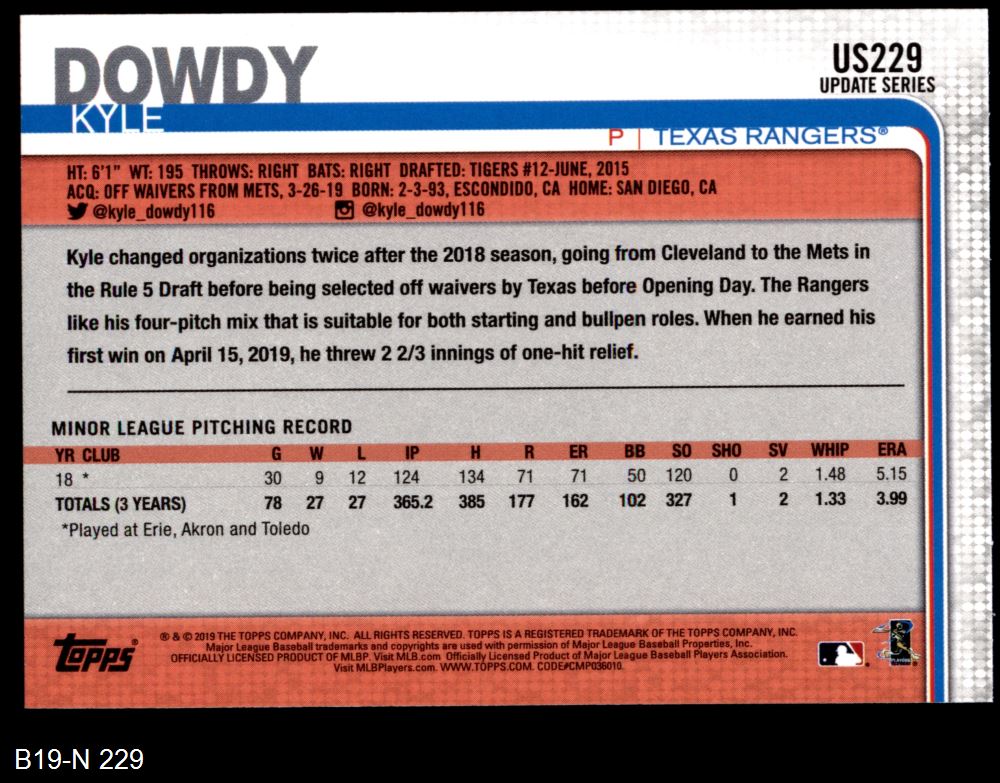 DOWDY
KYLE
US229
UPDATE SERIES
P | TEXAS RANGERS®
HT: 6'1" WT: 195 THROWS: RIGHT BATS: RIGHT DRAFTED: TIGERS #12-JUNE, 2015
ACQ: OFF WAIVERS FROM METS, 3-26-19 BORN: 2-3-93, ESCONDIDO, CA HOME: SAN DIEGO, CA
@kyle_dowdy116 @kyle_dowdy116
Kyle changed organizations twice after the 2018 season, going from Cleveland to the Mets in
the Rule 5 Draft before being selected off waivers by Texas before Opening Day. The Rangers
like his four-pitch mix that is suitable for both starting and bullpen roles. When he earned his
first win on April 15, 2019, he threw 2 2/3 innings of one-hit relief.
MINOR LEAGUE PITCHING RECORD
YR CLUB G W L IP H R ER BB SO SHO SV WHIP ERA
18 * 30 9 12 124 134 71 71 50 120 0 2 1.48 5.15
TOTALS (3 YEARS) 78 27 27 365.2 385 177 162 102 327 1 2 1.33 3.99
*Played at Erie, Akron and Toledo
Topps®
® & © 2019 THE TOPPS COMPANY, INC. ALL RIGHTS RESERVED. TOPPS IS A REGISTERED TRADEMARK OF THE TOPPS COMPANY, INC.
Major League Baseball trademarks and copyrights are used with permission of Major League Baseball Properties, Inc.
OFFICIALLY LICENSED PRODUCT OF MLBP. Visit MLB.com Officially Licensed Product of Major League Baseball Players Association.
Visit MLBPlayers.com. WWW.TOPPS.COM. CODE#CMP036010.
PLAYERS
B19-N 229